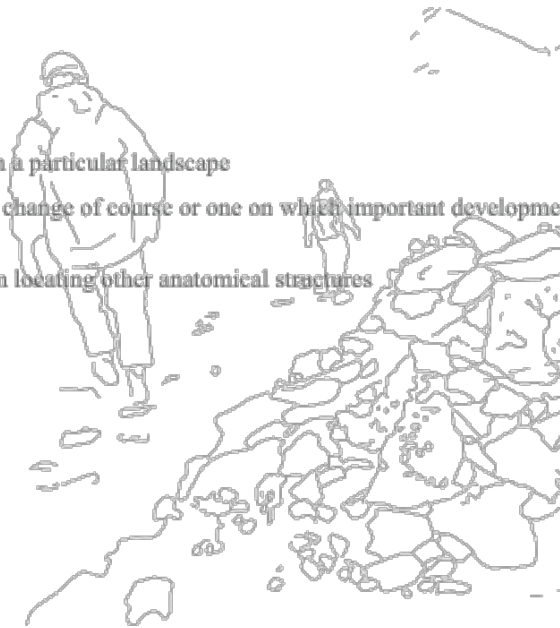 a particular landscape
change of course or one on which important developme
locating other anatomical structures